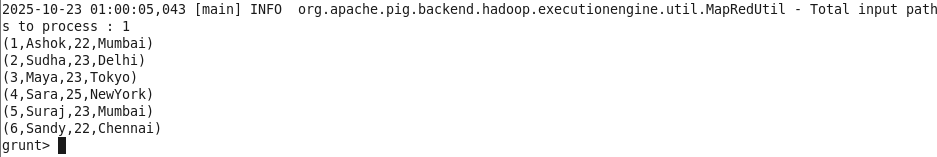 2025-10-23 01:00:05,043 [main] INFO  org.apache.pig.backend.hadoop.executionengine.util.MapRedUtil - Total input path
s to process : 1
(1,Ashok,22,Mumbai)
(2,Sudha,23,Delhi)
(3,Maya,23,Tokyo)
(4,Sara,25,NewYork)
(5,Suraj,23,Mumbai)
(6,Sandy,22,Chennai)
grunt>